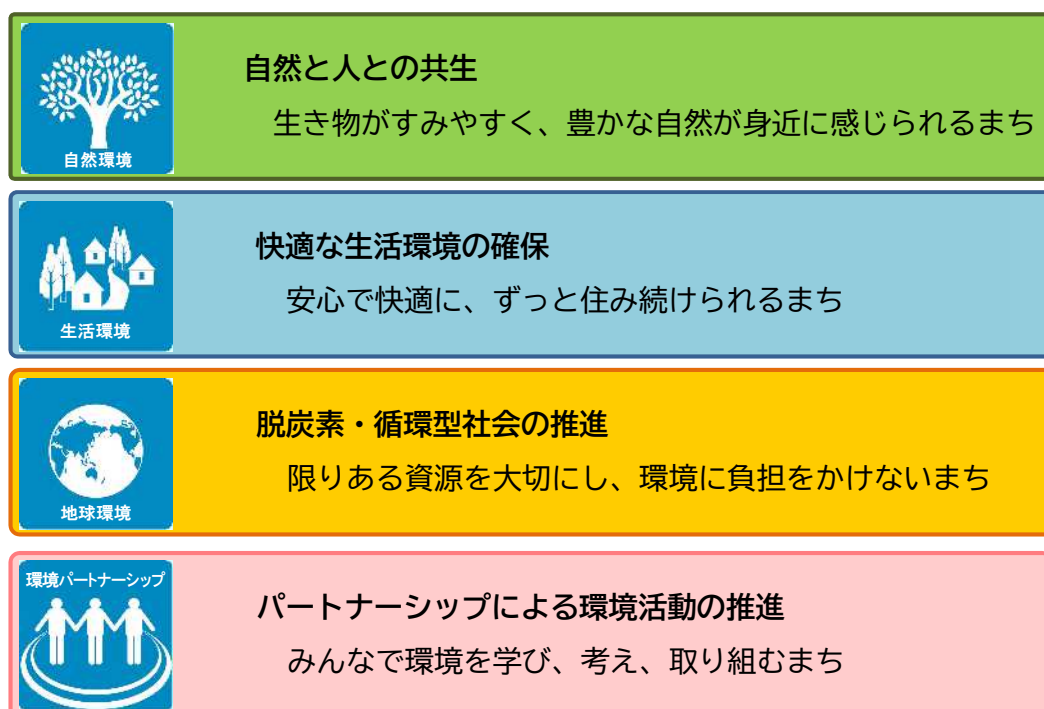 自然環境
自然と人との共生
生き物がすみやすく、豊かな自然が身近に感じられるまち
生活環境
快適な生活環境の確保
安心で快適に、ずっと住み続けられるまち
地球環境
脱炭素・循環型社会の推進
限りある資源を大切にし、環境に負担をかけないまち
環境パートナーシップ
パートナーシップによる環境活動の推進
みんなで環境を学び、考え、取り組むまち